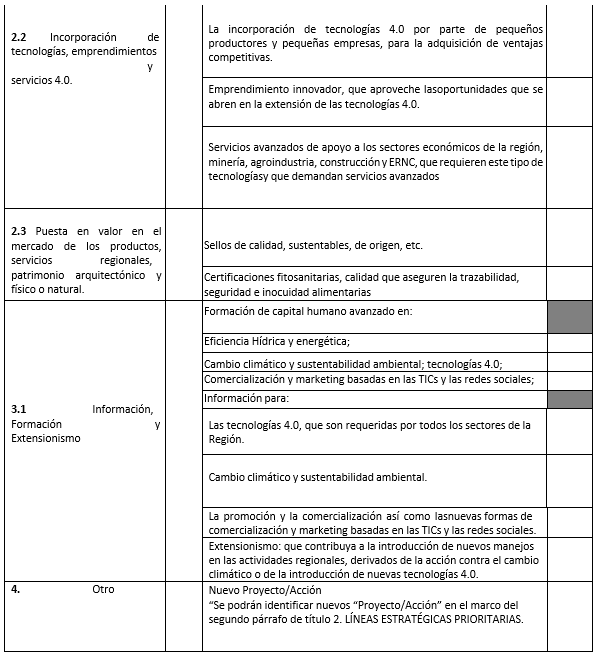 2.2 Incorporación de
tecnologías, emprendimientos
y
servicios 4.0.
La incorporación de tecnologías 4.0 por parte de pequeños
productores y pequeñas empresas, para la adquisición de ventajas
competitivas.
Emprendimiento innovador, que aproveche lasoportunidades que se
abren en la extensión de las tecnologías 4.0.
Servicios avanzados de apoyo a los sectores económicos de la región,
minería, agroindustria, construcción y ERNC, que requieren este tipo de
tecnologíasy que demandan servicios avanzados
2.3 Puesta en valor en el
mercado de los productos,
servicios regionales,
patrimonio arquitectónico y
físico o natural.
Sellos de calidad, sustentables, de origen, etc.
Certificaciones fitosanitarias, calidad que aseguren la trazabilidad,
seguridad e inocuidad alimentarias
3.1 Información,
Formación y
Extensionismo
Formación de capital humano avanzado en:
Eficiencia Hídrica y energética;
Cambio climático y sustentabilidad ambiental; tecnologías 4.0;
Comercialización y marketing basadas en las TICs y las redes sociales;
Información para:
Las tecnologías 4.0, que son requeridas por todos los sectores de la
Región.
Cambio climático y sustentabilidad ambiental.
La promoción y la comercialización así como lasnuevas formas de
comercialización y marketing basadas en las TICs y las redes sociales.
Extensionismo: que contribuya a la introducción de nuevos manejos
en las actividades regionales, derivados de la acción contra el cambio
climático o de la introducción de nuevas tecnologías 4.0.
4. Otro
Nuevo Proyecto/Acción
“Se podrán identificar nuevos “Proyecto/Acción” en el marco del
segundo párrafo de título 2. LÍNEAS ESTRATÉGICAS PRIORITARIAS.